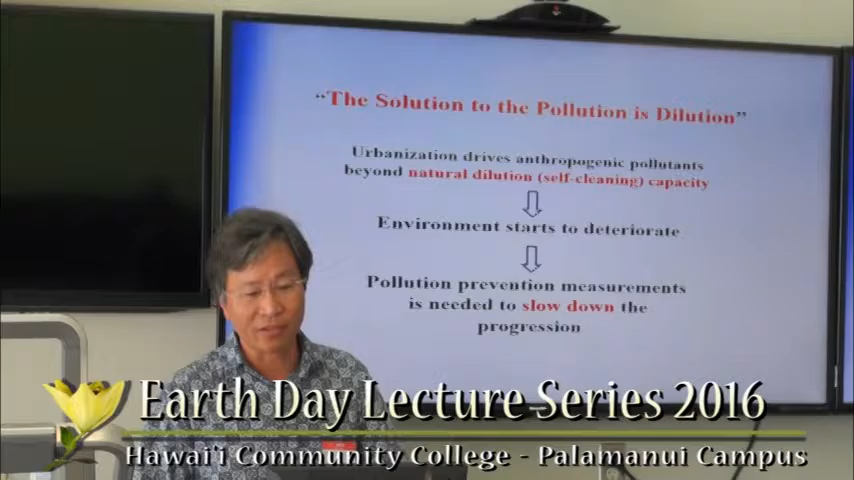 “The Solution to the Pollution is Dilution”
Urbanization drives anthropogenic pollutants
beyond natural dilution (self-cleaning) capacity
Environment starts to deteriorate
Pollution prevention measurements
is needed to slow down the
progression
Earth Day Lecture Series 2016
Hawai'i Community College - Palamanui Campus